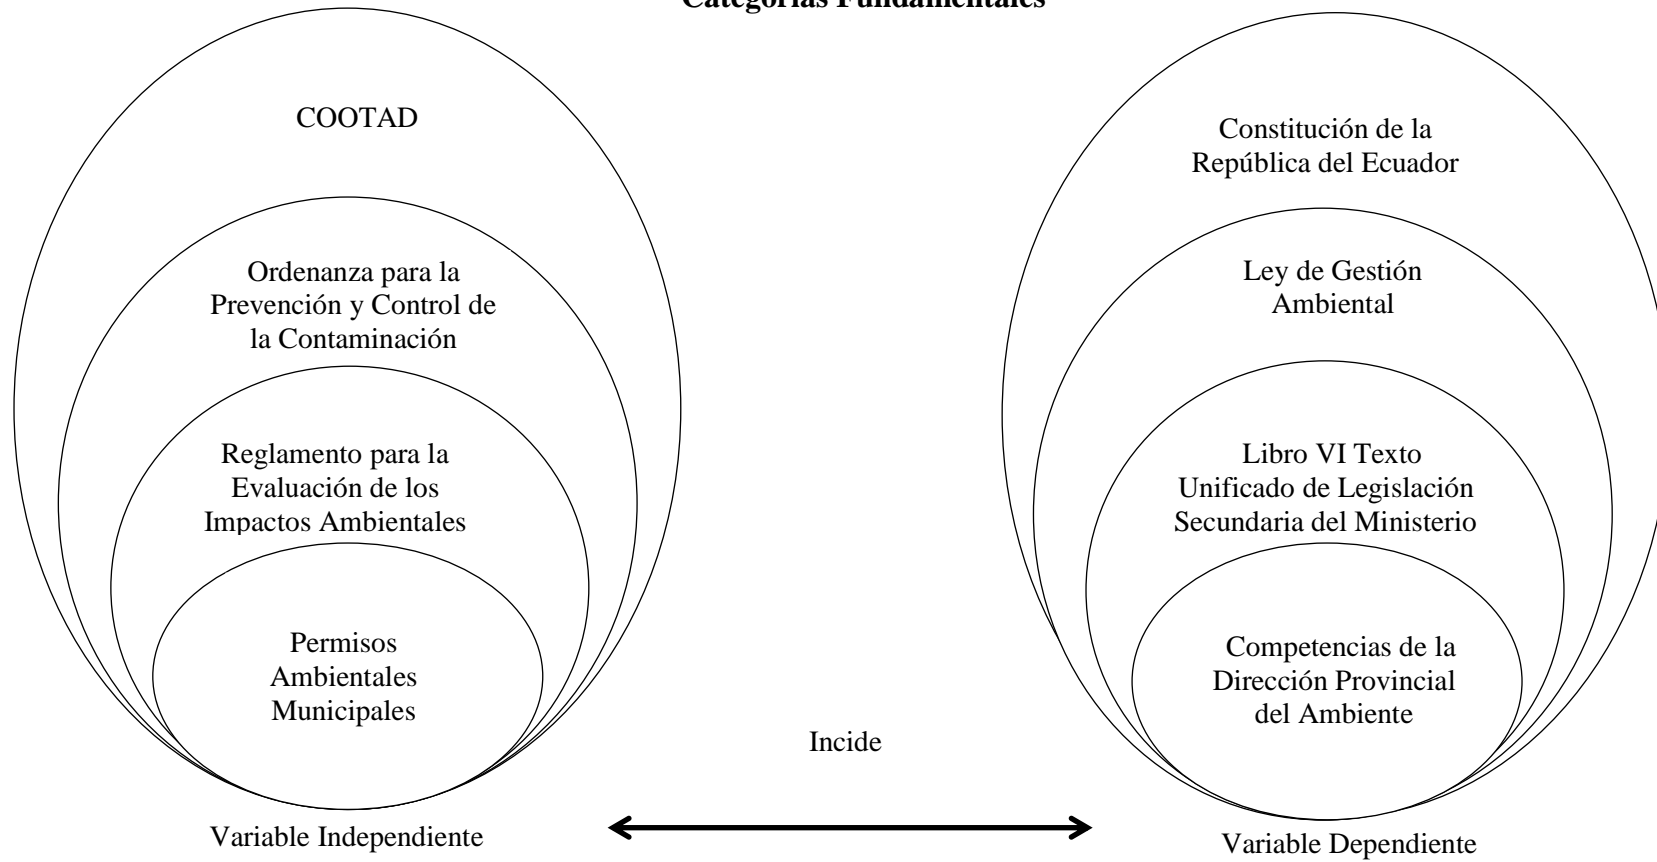 Categorías Fundamentales
COOTAD
Ordenanza para la
Prevención y Control de
la Contaminación
Reglamento para la
Evaluación de los
Impactos Ambientales
Permisos
Ambientales
Municipales
Variable Independiente
Incide
Constitución de la
República del Ecuador
Ley de Gestión
Ambiental
Libro VI Texto
Unificado de Legislación
Secundaria del Ministerio
Competencias de la
Dirección Provincial
del Ambiente
Variable Dependiente